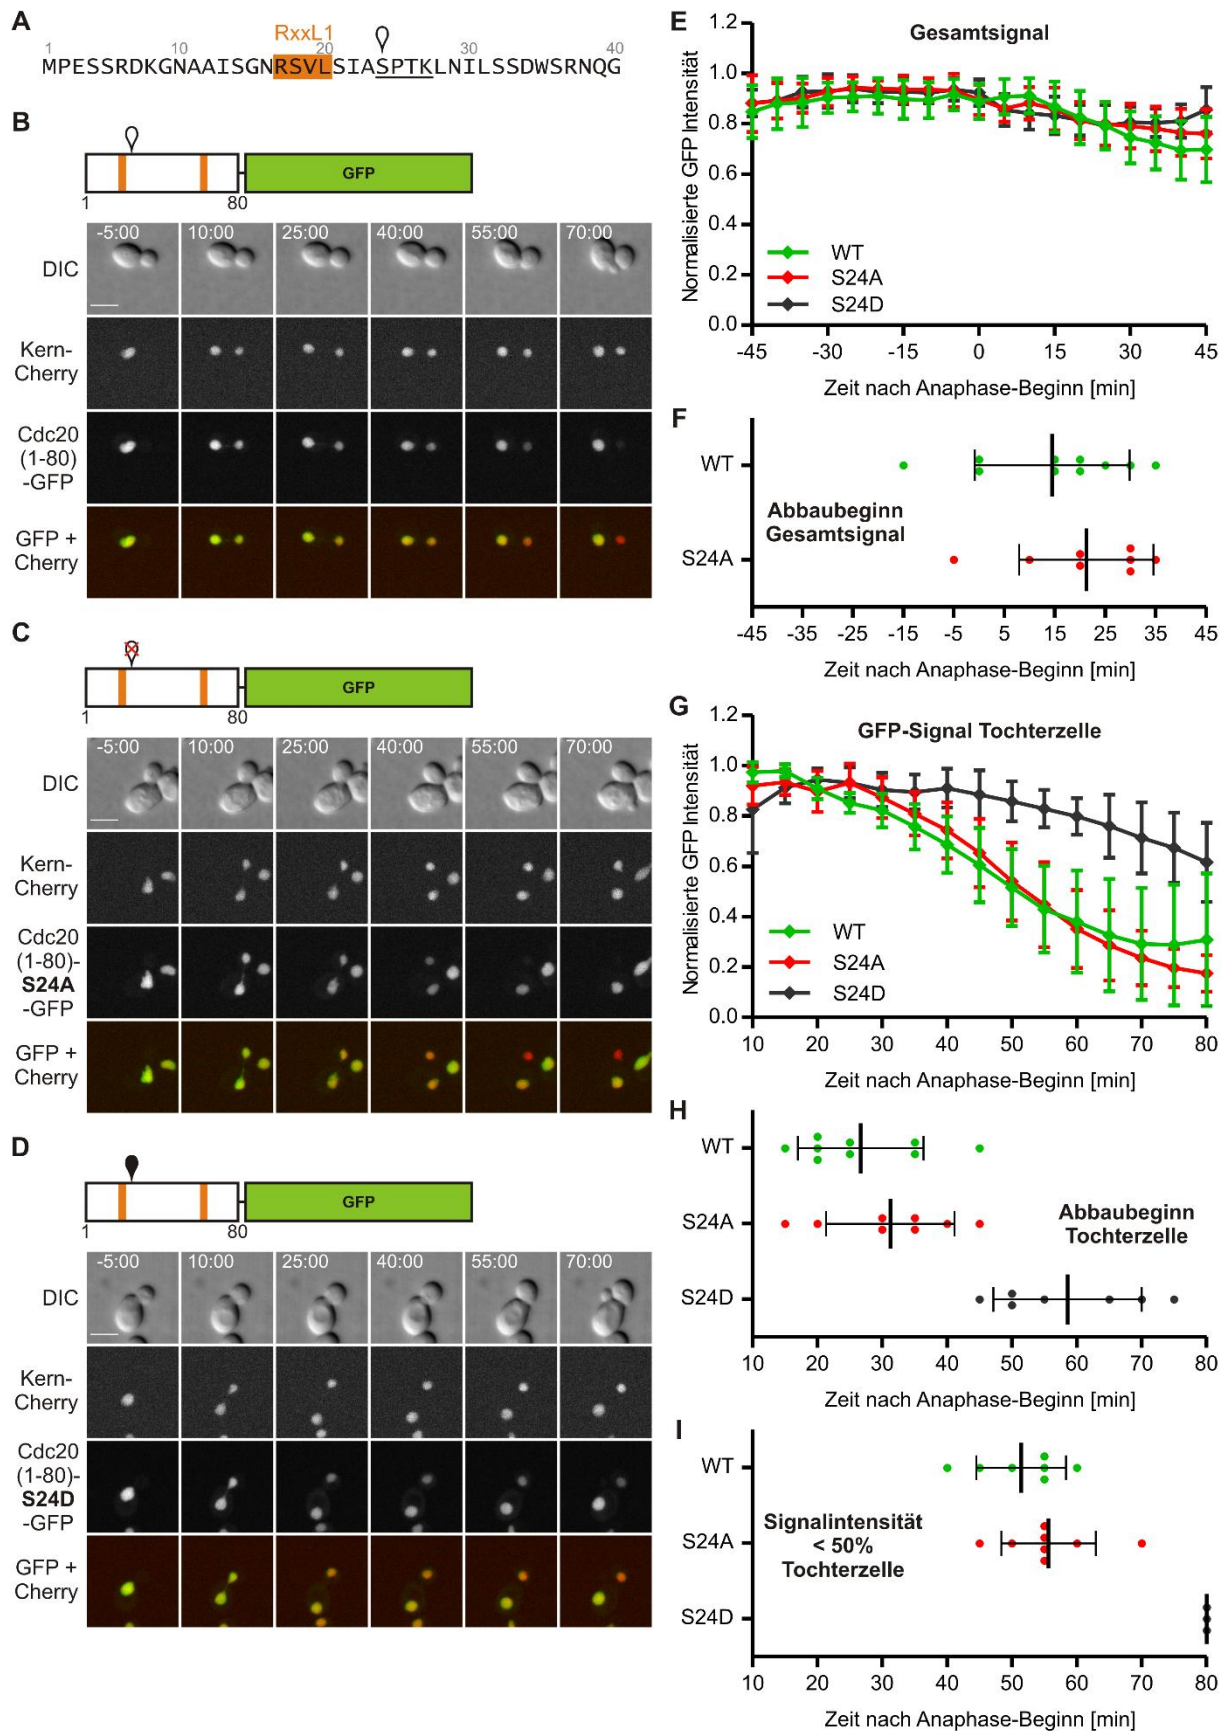 A
RxxL1
1 10 20 30 40
MPESSRDKGNAAISGNRSVLSIASPTKLNILSSDWSRNQG
B
GFP
1 80
-5:00 10:00 25:00 40:00 55:00 70:00
DIC
Kern-
Cherry
Cdc20
(1-80)
-GFP
GFP +
Cherry
C
GFP
1 80
-5:00 10:00 25:00 40:00 55:00 70:00
DIC
Kern-
Cherry
Cdc20
(1-80)-
S24A
-GFP
GFP +
Cherry
D
GFP
1 80
-5:00 10:00 25:00 40:00 55:00 70:00
DIC
Kern-
Cherry
Cdc20
(1-80)-
S24D
-GFP
GFP +
Cherry
E
Gesamtsignal
Normalisierte GFP Intensität
1.2
1.0
0.8
0.6
0.4
0.2
0.0
WT
S24A
S24D
-45 -30 -15 0 15 30 45
Zeit nach Anaphase-Beginn [min]
F
WT
Abbaubeginn
Gesamtsignal
S24A
-45 -35 -25 -15 -5 5 15 25 35 45
Zeit nach Anaphase-Beginn [min]
G
GFP-Signal Tochterzelle
Normalisierte GFP Intensität
1.2
1.0
0.8
0.6
0.4
0.2
0.0
WT
S24A
S24D
10 20 30 40 50 60 70 80
Zeit nach Anaphase-Beginn [min]
H
WT
S24A
Abbaubeginn
Tochterzelle
S24D
10 20 30 40 50 60 70 80
Zeit nach Anaphase-Beginn [min]
I
WT
S24A
Signalintensität
< 50%
Tochterzelle
S24D
10 20 30 40 50 60 70 80
Zeit nach Anaphase-Beginn [min]